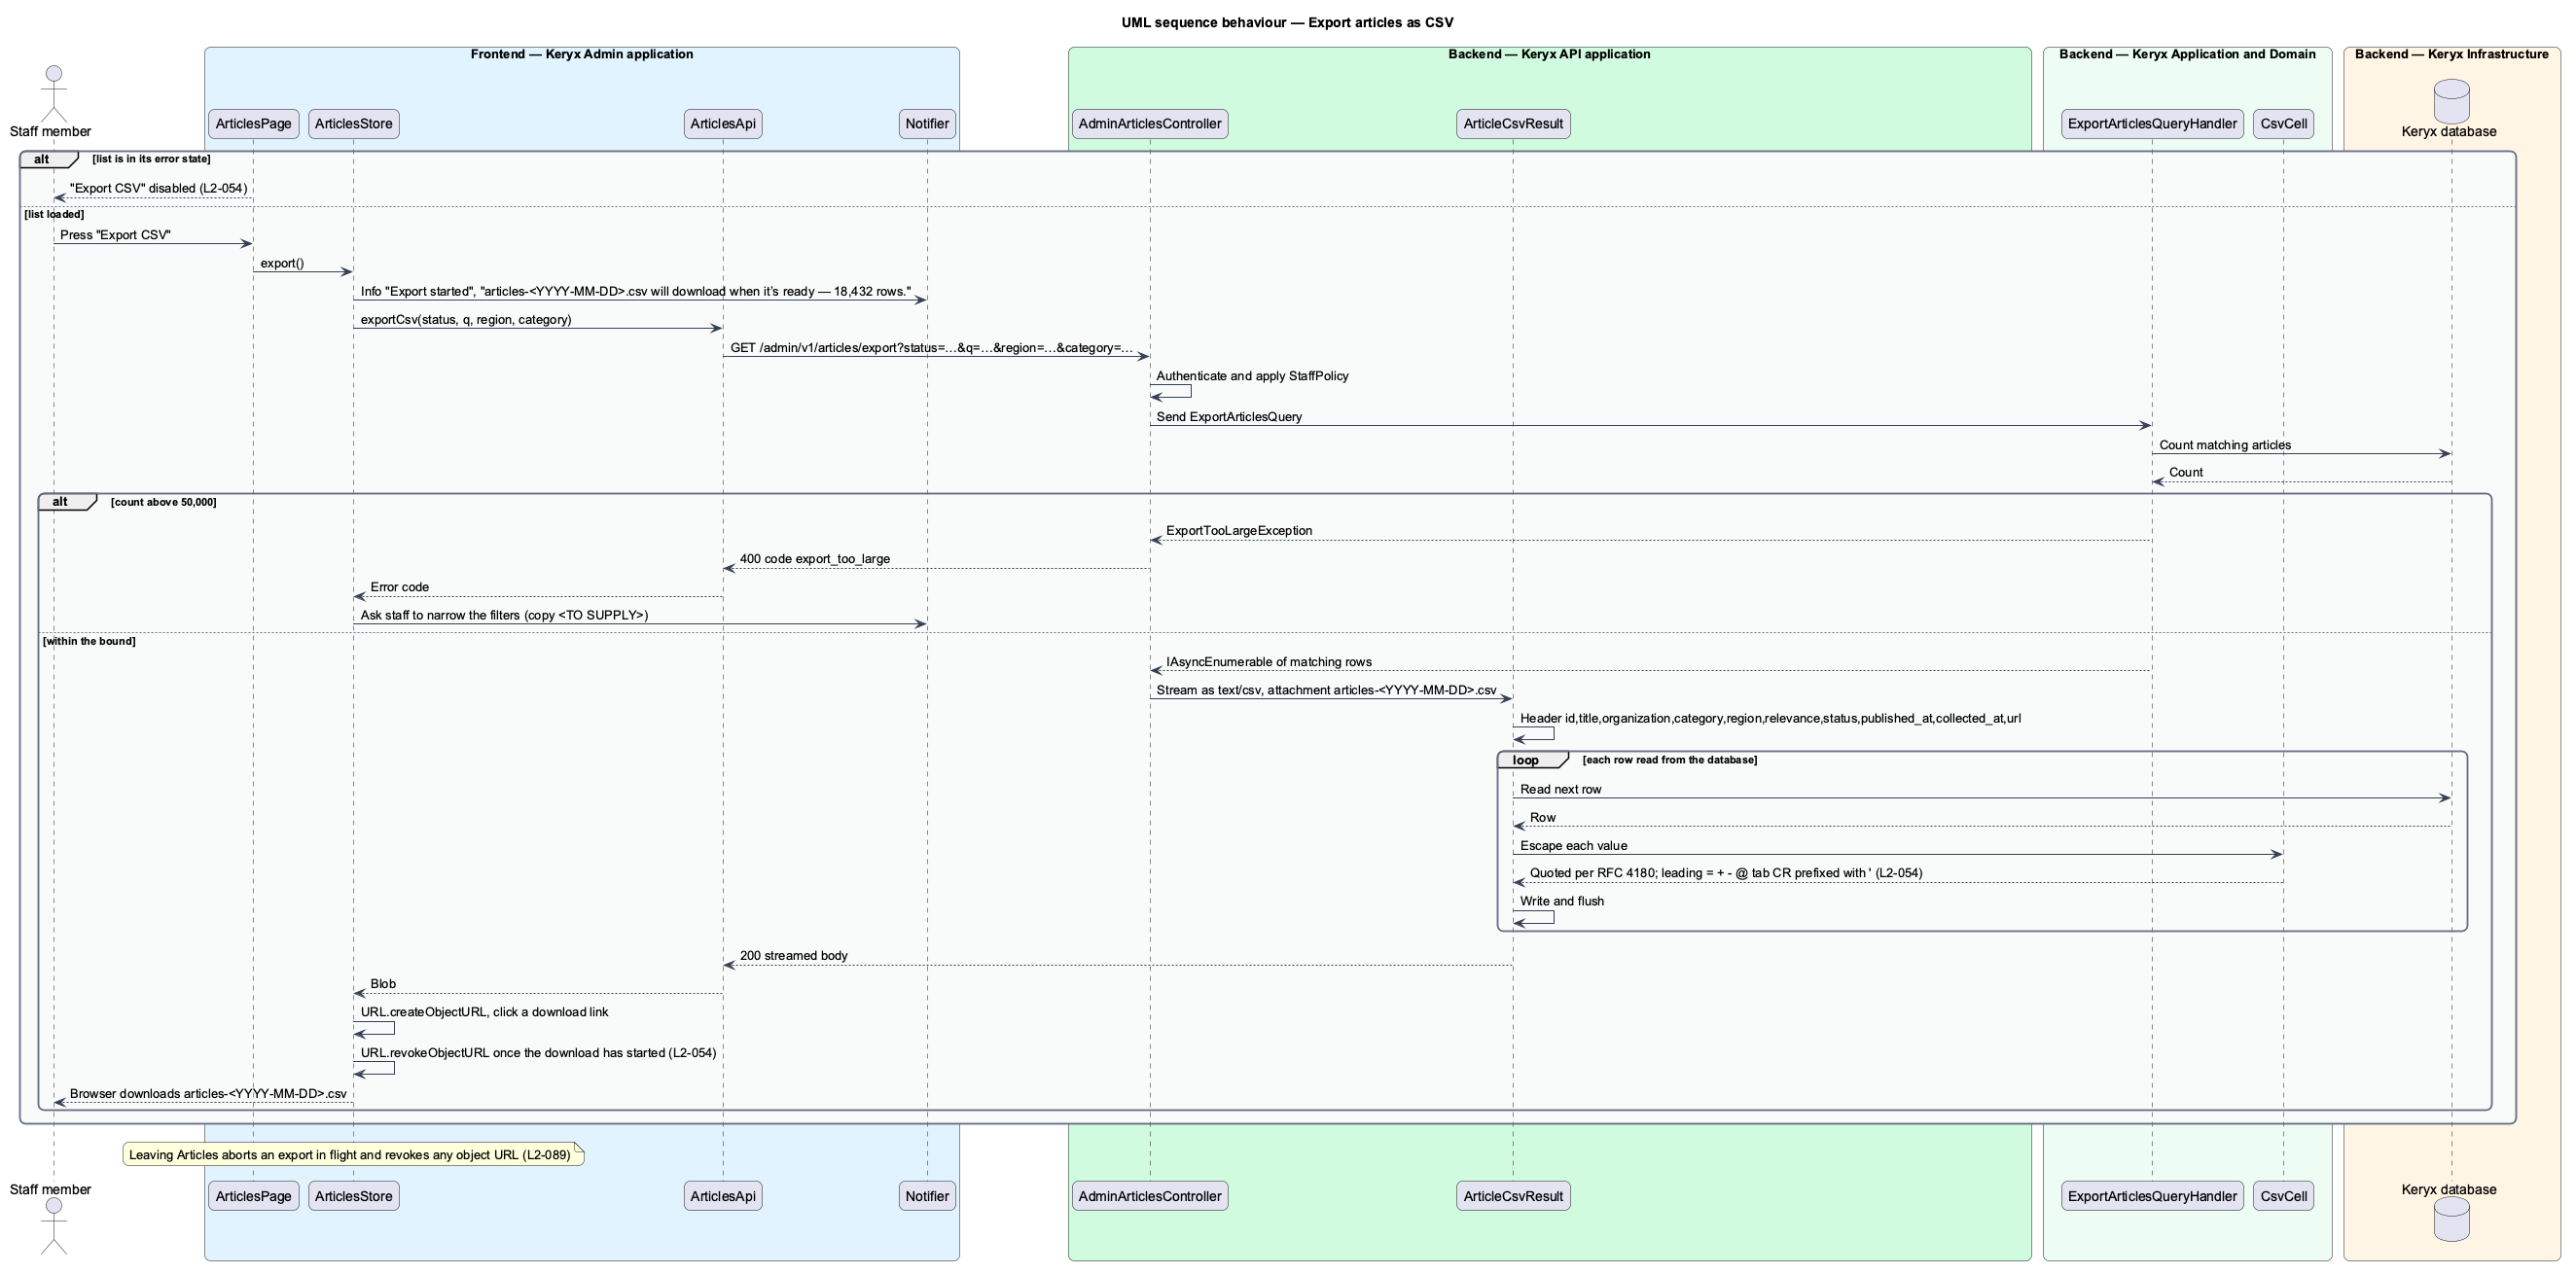 UML sequence behaviour — Export articles as CSV
Frontend — Keryx Admin application
Backend — Keryx API application
Backend — Keryx Application and Domain
Backend — Keryx Infrastructure
Staff member
ArticlesPage
ArticlesStore
ArticlesApi
Notifier
AdminArticlesController
ArticleCsvResult
ExportArticlesQueryHandler
CsvCell
Keryx database
alt [list is in its error state]
"Export CSV" disabled (L2-054)
[list loaded]
Press "Export CSV"
export()
Info "Export started", "articles-<YYYY-MM-DD>.csv will download when it's ready — 18,432 rows."
exportCsv(status, q, region, category)
GET /admin/v1/articles/export?status=…&q=…&region=…&category=…
Authenticate and apply StaffPolicy
Send ExportArticlesQuery
Count matching articles
Count
alt [count above 50,000]
ExportTooLargeException
400 code export_too_large
Error code
Ask staff to narrow the filters (copy <TO SUPPLY>)
[within the bound]
IAsyncEnumerable of matching rows
Stream as text/csv, attachment articles-<YYYY-MM-DD>.csv
Header id,title,organization,category,region,relevance,status,published_at,collected_at,url
loop [each row read from the database]
Read next row
Row
Escape each value
Quoted per RFC 4180; leading = + - @ tab CR prefixed with ' (L2-054)
Write and flush
200 streamed body
Blob
URL.createObjectURL, click a download link
URL.revokeObjectURL once the download has started (L2-054)
Browser downloads articles-<YYYY-MM-DD>.csv
Leaving Articles aborts an export in flight and revokes any object URL (L2-089)
Staff member
ArticlesPage
ArticlesStore
ArticlesApi
Notifier
AdminArticlesController
ArticleCsvResult
ExportArticlesQueryHandler
CsvCell
Keryx database